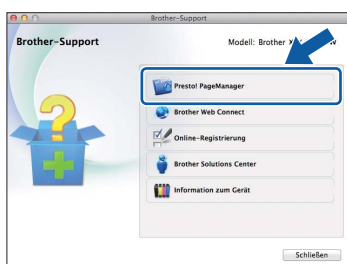 Brother-Support
Brother-Support
Modell: Brother
Presto! PageManager
Brother Web Connect
Online-Registrierung
Brother Solutions Center
Information zum Gerät
Schließen